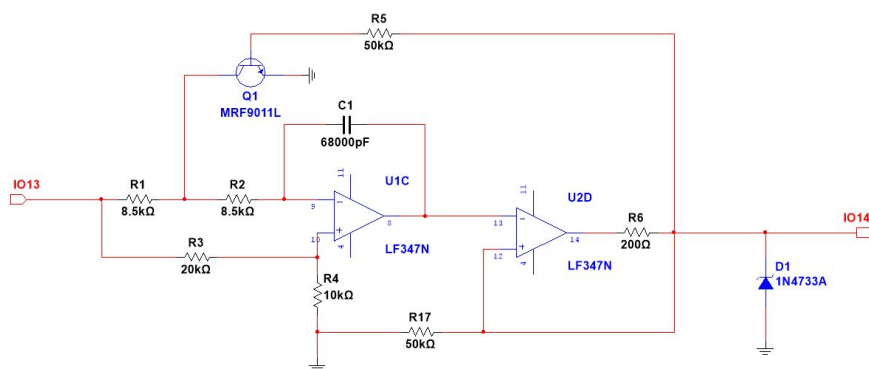 R5
50kΩ
Q1
MRF9011L
C1
68000pF
IO13
R1
8.5kΩ
R2
8.5kΩ
11
U1C
9
8
10
4
LF347N
R3
20kΩ
R4
10kΩ
11
U2D
13
14
12
4
LF347N
R6
200Ω
IO14
D1
1N4733A
R17
50kΩ